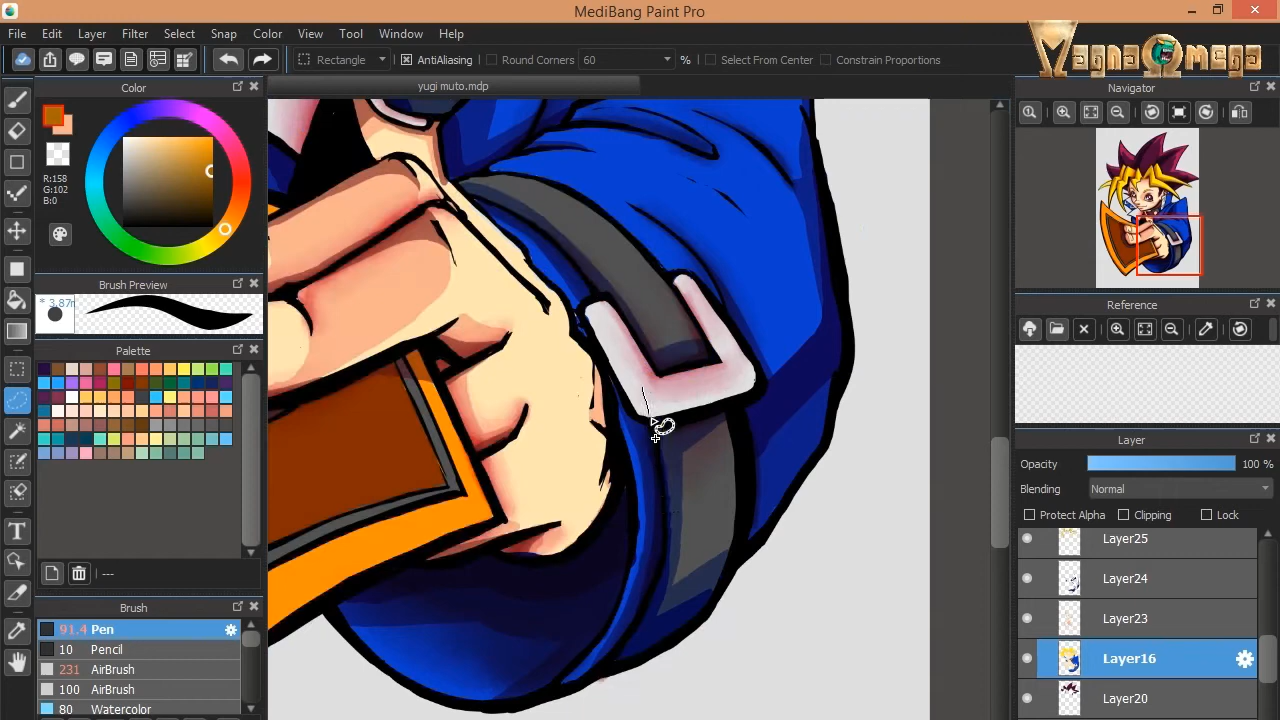 MediBang Paint Pro
File Edit Layer Filter Select Snap Color View Tool Window Help
MagnaOmega
Rectangle AntiAliasing Round Corners 60 % Select From Center Constrain Proportions
Color
yugi muto.mdp
Navigator
R:158
G:102
B:0
Brush Preview
* 3.87
Reference
Palette
Layer
Opacity 100 %
Blending Normal
Protect Alpha Clipping Lock
Layer25
Layer24
---
Brush
Layer23
91.4 Pen
10 Pencil
Layer16
231 AirBrush
100 AirBrush
Layer20
80 Watercolor